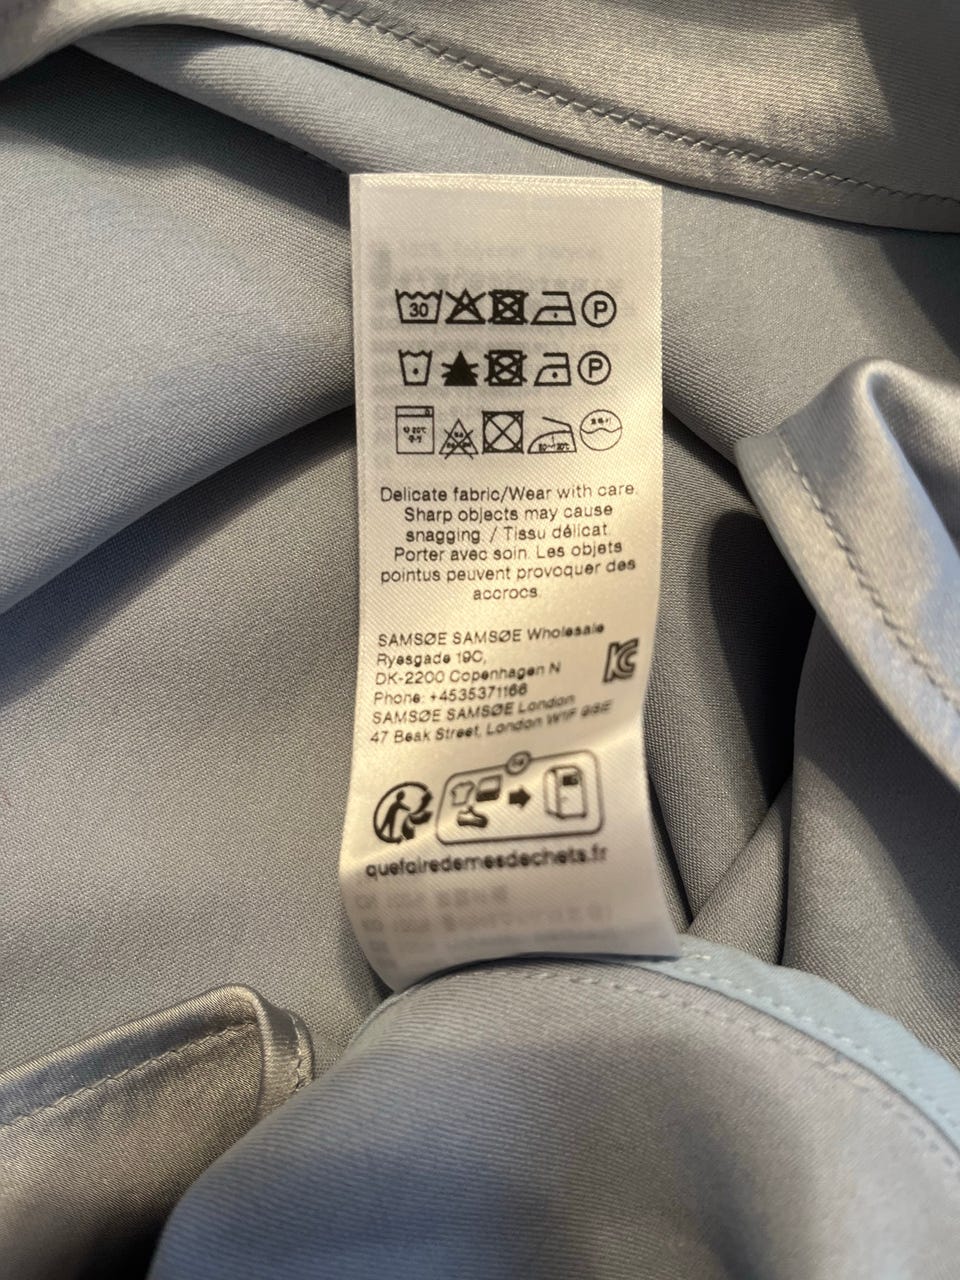 30 P
P
Delicate fabric/Wear with care.
Sharp objects may cause
snagging. / Tissu délicat.
Porter avec soin. Les objets
pointus peuvent provoquer des
accrocs.
SAMSØE SAMSØE Wholesale
Ryesgade 19C,
DK-2200 Copenhagen N
Phone: +4535371166
SAMSØE SAMSØE London
47 Beak Street, London W1F
quefairedemesdechets.fr